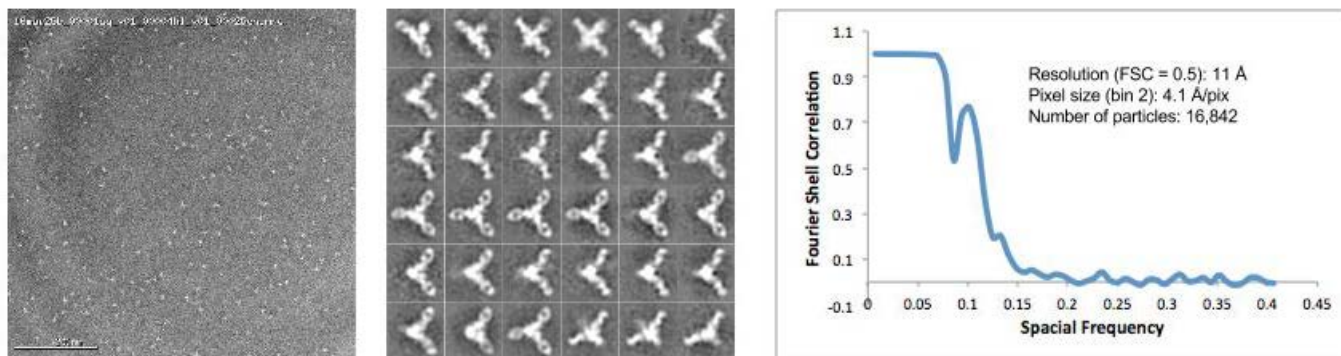 Resolution (FSC = 0.5): 11 Å
Pixel size (bin 2): 4.1 Å/pix
Number of particles: 16,842
Fourier Shell Correlation
1.1
0.9
0.7
0.5
0.3
0.1
-0.1
0 0.05 0.1 0.15 0.2 0.25 0.3 0.35 0.4 0.45
Spacial Frequency